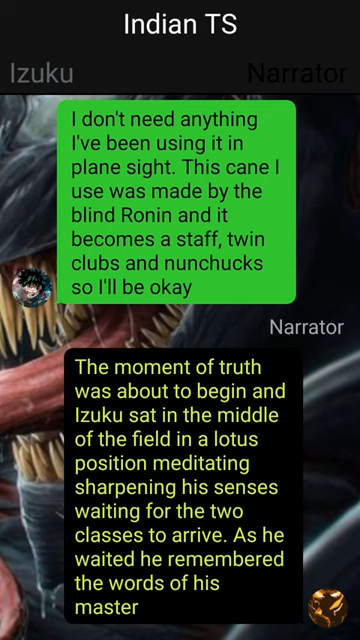 Indian TS
Izuku
Narrator
I don't need anything
I've been using it in
plane sight. This cane I
use was made by the
blind Ronin and it
becomes a staff, twin
clubs and nunchucks
so I'll be okay
Narrator
The moment of truth
was about to begin and
Izuku sat in the middle
of the field in a lotus
position meditating
sharpening his senses
waiting for the two
classes to arrive. As he
waited he remembered
the words of his
master